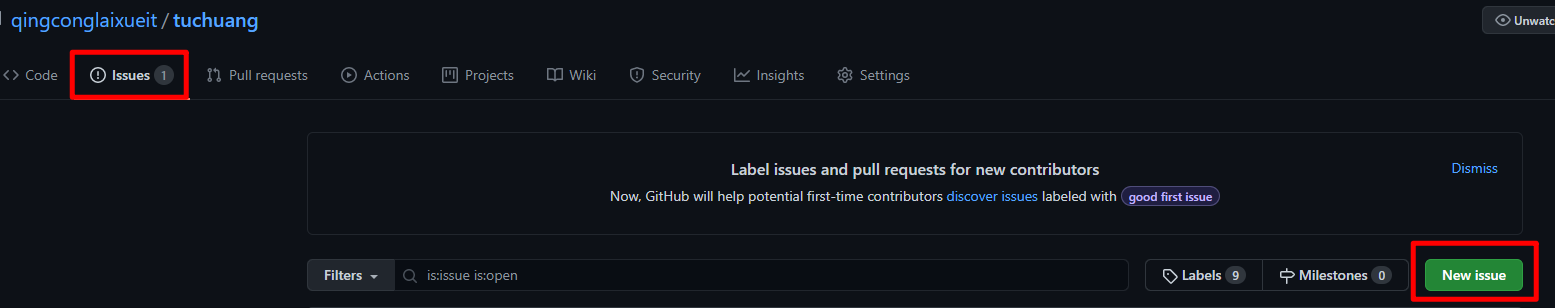 qingconglaixueit / tuchuang
Unwatc
Code Issues 1 Pull requests Actions Projects Wiki Security Insights Settings
Label issues and pull requests for new contributors
Dismiss
Now, GitHub will help potential first-time contributors discover issues labeled with good first issue
Filters is:issue is:open Labels 9 Milestones 0 New issue